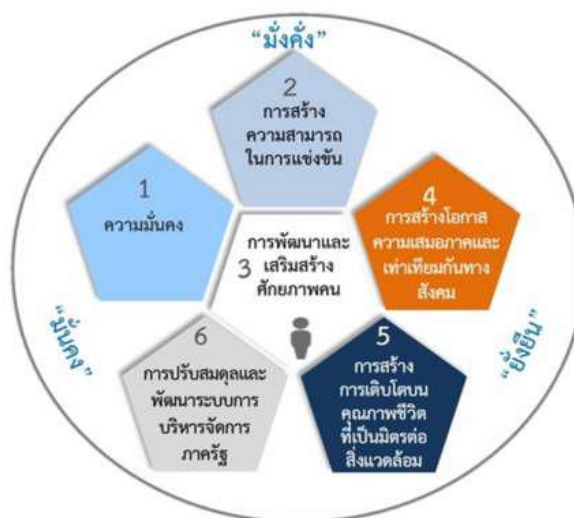 “มั่งคั่ง”
2
การสร้าง
ความสามารถ
ในการแข่งขัน
1
ความมั่นคง
4
การสร้างโอกาส
ความเสมอภาคและ
เท่าเทียมกันทาง
สังคม
3
การพัฒนาและ
เสริมสร้าง
ศักยภาพคน
“มั่นคง”
“ยั่งยืน”
6
การปรับสมดุลและ
พัฒนาระบบการ
บริหารจัดการ
ภาครัฐ
5
การสร้าง
การเติบโตบน
คุณภาพชีวิต
ที่เป็นมิตรต่อ
สิ่งแวดล้อม